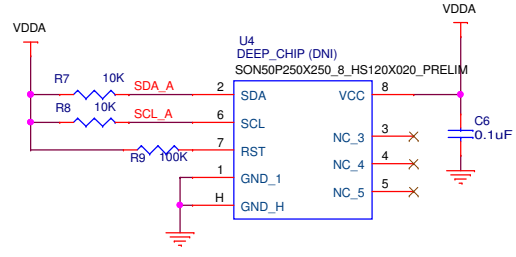 VDDA
VDDA
U4
DEEP_CHIP (DNI)
SON50P250X250_8_HS120X020_PRELIM
R7 10K SDA_A 2 SDA VCC 8
R8 10K SCL_A 6 SCL
C6
0.1uF
NC_3 3
R9 100K 7 RST
NC_4 4
1 GND_1
NC_5 5
H GND_H